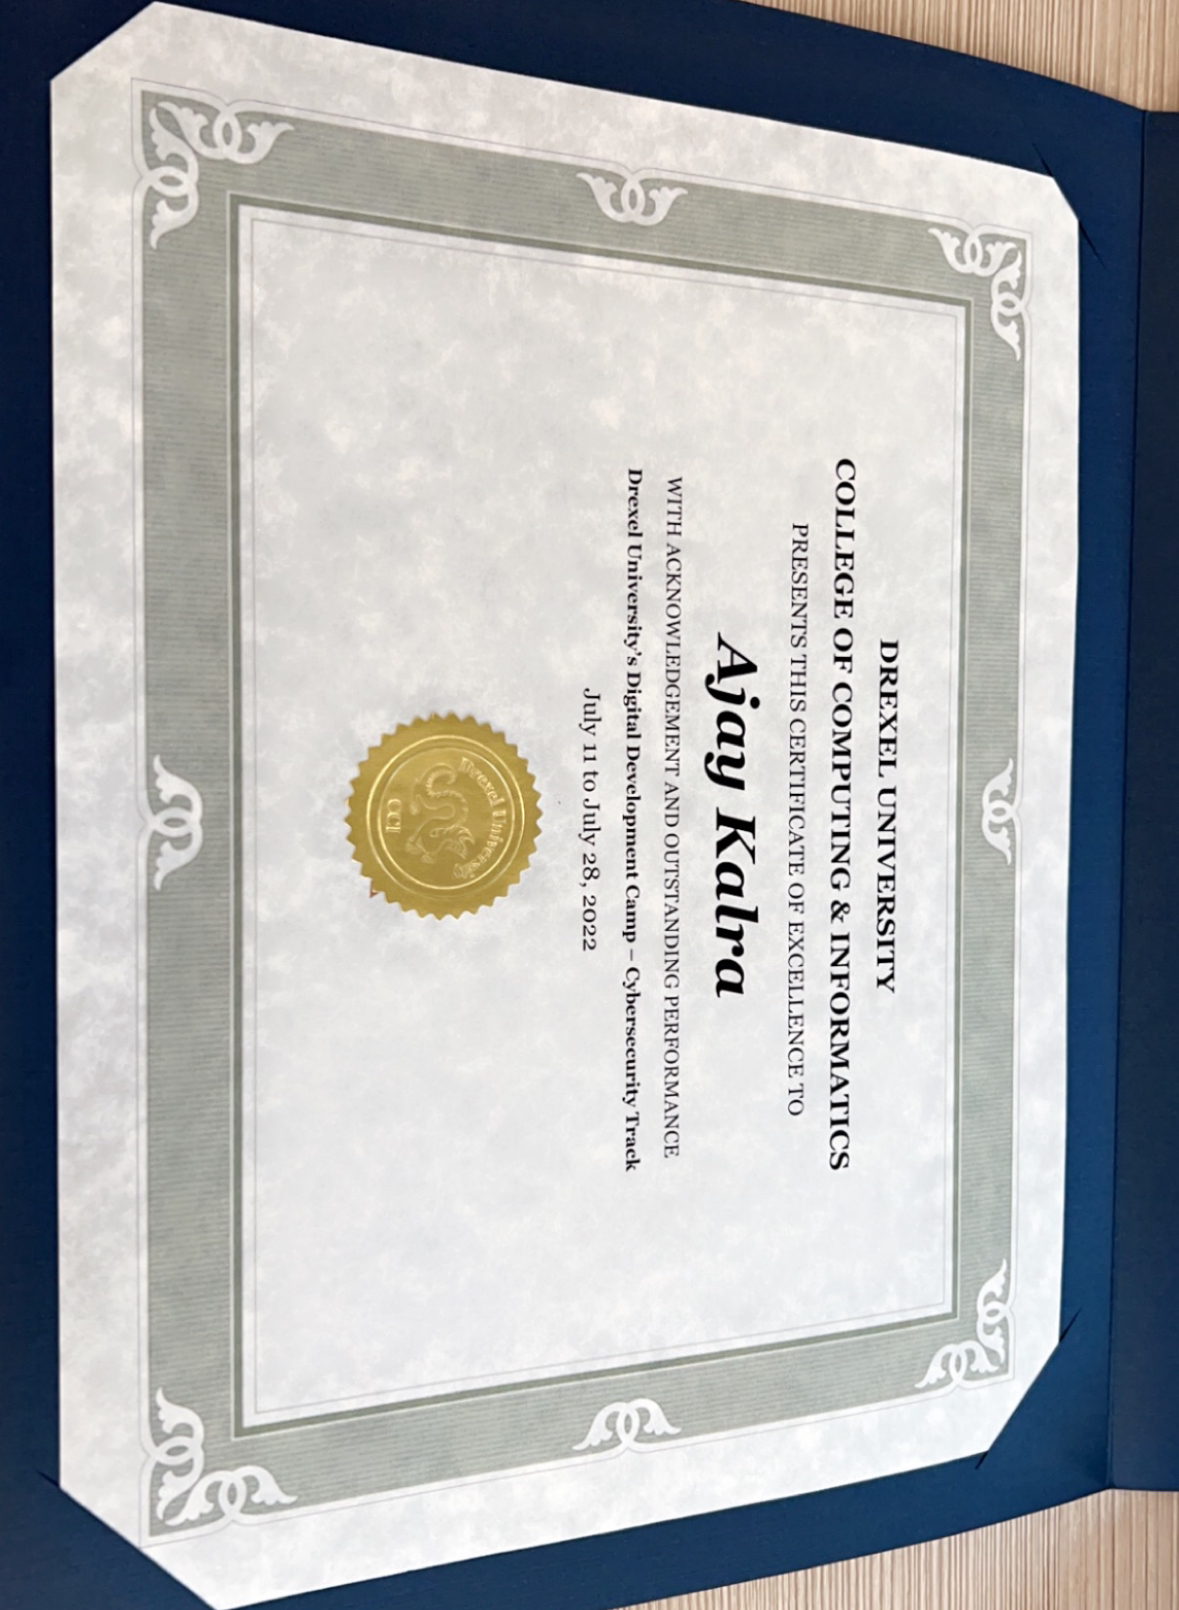 DREXEL UNIVERSITY
COLLEGE OF COMPUTING & INFORMATICS
PRESENTS THIS CERTIFICATE OF EXCELLENCE TO
Ajay Kalra
WITH ACKNOWLEDGEMENT AND OUTSTANDING PERFORMANCE
Drexel University's Digital Development Camp – Cybersecurity Track
July 11 to July 28, 2022
Drexel University
CCI